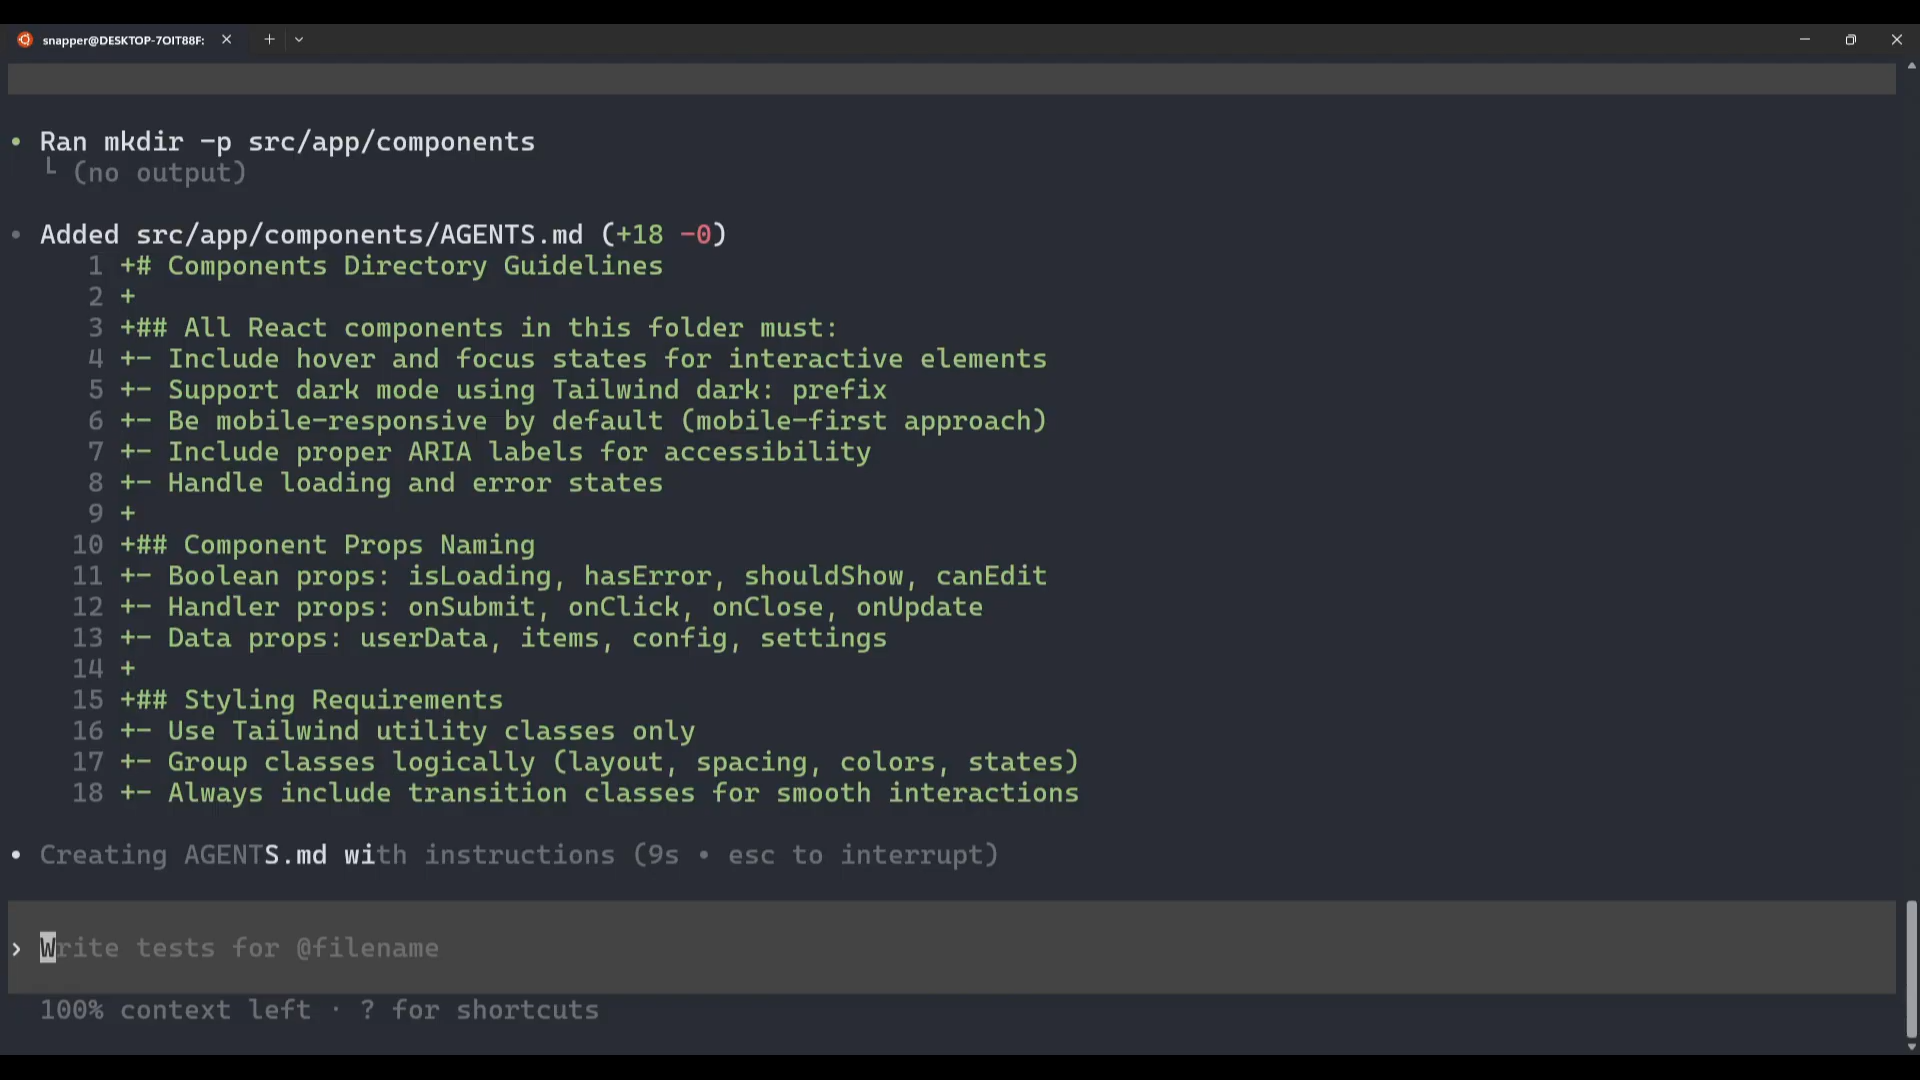 snapper@DESKTOP-7OIT88F:
• Ran mkdir -p src/app/components
└ (no output)
• Added src/app/components/AGENTS.md (+18 -0)
1 +# Components Directory Guidelines
2 +
3 +## All React components in this folder must:
4 +- Include hover and focus states for interactive elements
5 +- Support dark mode using Tailwind dark: prefix
6 +- Be mobile-responsive by default (mobile-first approach)
7 +- Include proper ARIA labels for accessibility
8 +- Handle loading and error states
9 +
10 +## Component Props Naming
11 +- Boolean props: isLoading, hasError, shouldShow, canEdit
12 +- Handler props: onSubmit, onClick, onClose, onUpdate
13 +- Data props: userData, items, config, settings
14 +
15 +## Styling Requirements
16 +- Use Tailwind utility classes only
17 +- Group classes logically (layout, spacing, colors, states)
18 +- Always include transition classes for smooth interactions
• Creating AGENTS.md with instructions (9s • esc to interrupt)
› Write tests for @filename
100% context left · ? for shortcuts